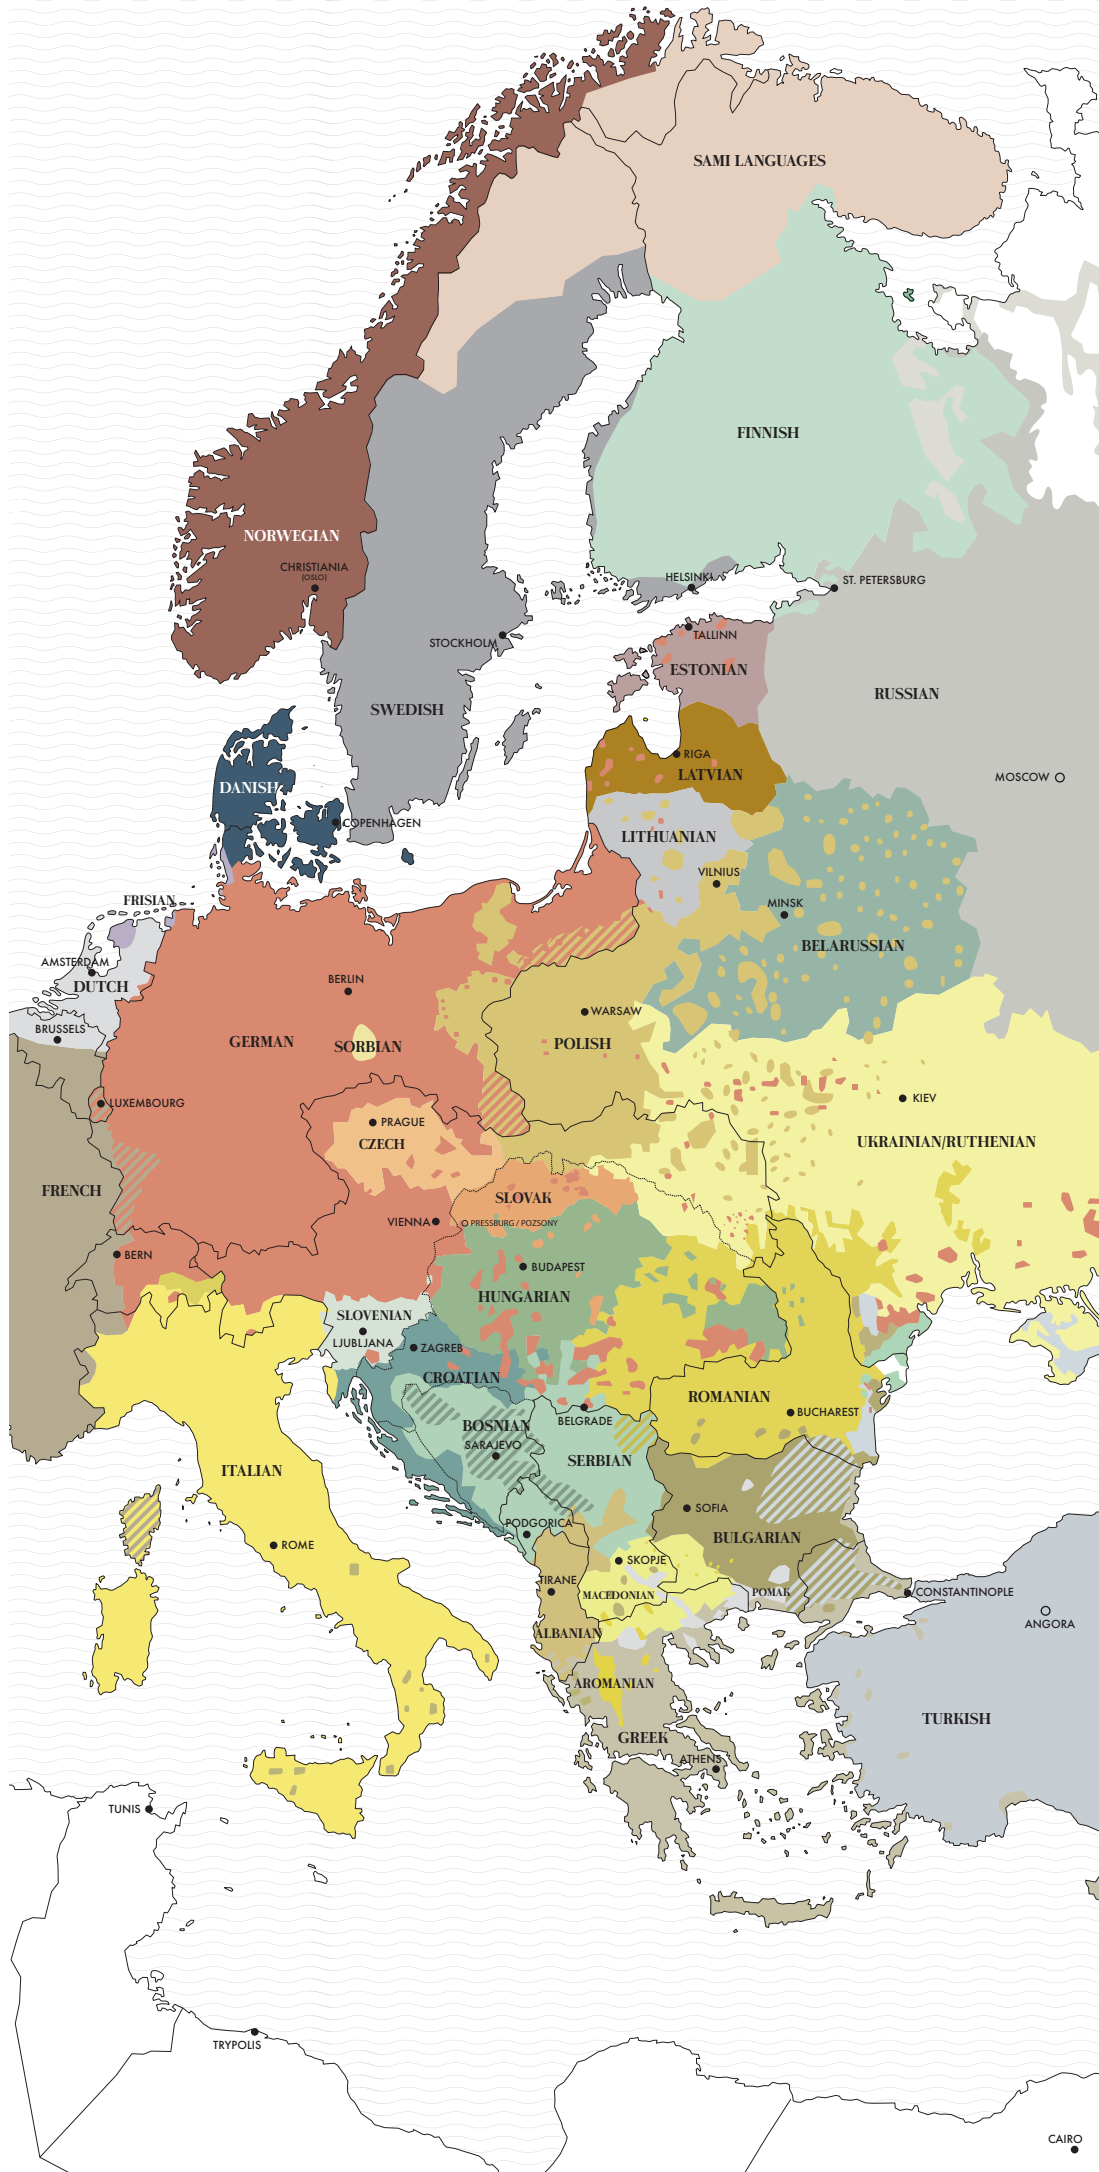 SAMI LANGUAGES
FINNISH
NORWEGIAN
CHRISTIANIA
(OSLO)
HELSINKI
ST. PETERSBURG
STOCKHOLM
TALLINN
ESTONIAN
RUSSIAN
SWEDISH
RIGA
LATVIAN
MOSCOW
DANISH
COPENHAGEN
LITHUANIAN
VILNIUS
FRISIAN
MINSK
BELARUSSIAN
AMSTERDAM
DUTCH
BERLIN
BRUSSELS
GERMAN
SORBIAN
WARSAW
POLISH
LUXEMBOURG
KIEV
PRAGUE
CZECH
UKRAINIAN/RUTHENIAN
FRENCH
SLOVAK
VIENNA
PRESSBURG / POZSONY
BERN
BUDAPEST
HUNGARIAN
SLOVENIAN
LJUBLJANA
ZAGREB
CROATIAN
ROMANIAN
BUCHAREST
BELGRADE
BOSNIAN
SARAJEVO
SERBIAN
ITALIAN
SOFIA
PODGORICA
BULGARIAN
ROME
SKOPJE
TIRANE
MACEDONIAN
POMAK
CONSTANTINOPLE
ANGORA
ALBANIAN
AROMANIAN
TURKISH
GREEK
ATHENS
TUNIS
TRYPOLIS
CAIRO